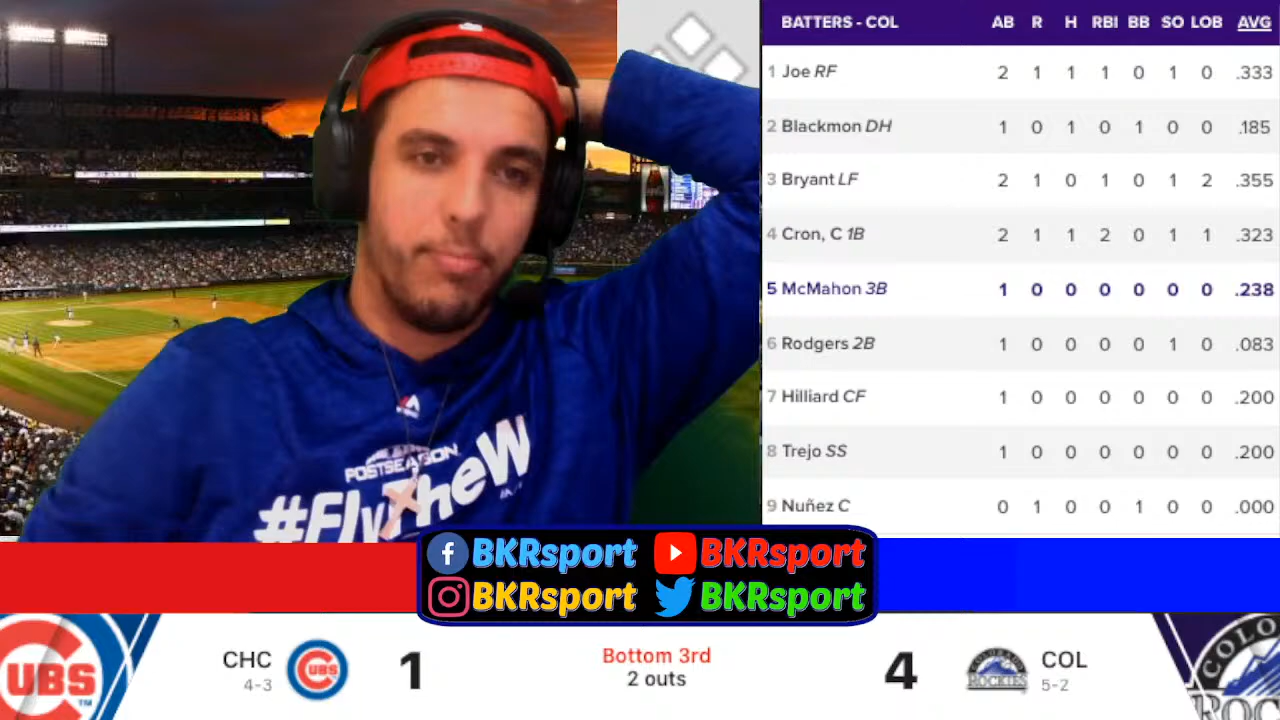 BATTERS - COL AB R H RBI BB SO LOB AVG
1 Joe RF 2 1 1 1 0 1 0 .333
2 Blackmon DH 1 0 1 0 1 0 0 .185
3 Bryant LF 2 1 0 1 0 1 2 .355
4 Cron, C 1B 2 1 1 2 0 1 1 .323
5 McMahon 3B 1 0 0 0 0 0 0 .238
6 Rodgers 2B 1 0 0 0 0 1 0 .083
7 Hilliard CF 1 0 0 0 0 0 0 .200
8 Trejo SS 1 0 0 0 0 0 0 .200
9 Nuñez C 0 1 0 0 1 0 0 .000
POSTSEASON
#FlyTheW
BKRsport BKRsport
BKRsport BKRsport
UBS
TM
CHC
4-3
CUBS
1
Bottom 3rd
2 outs
4
ROCKIES
COL
5-2
COLO
ROC